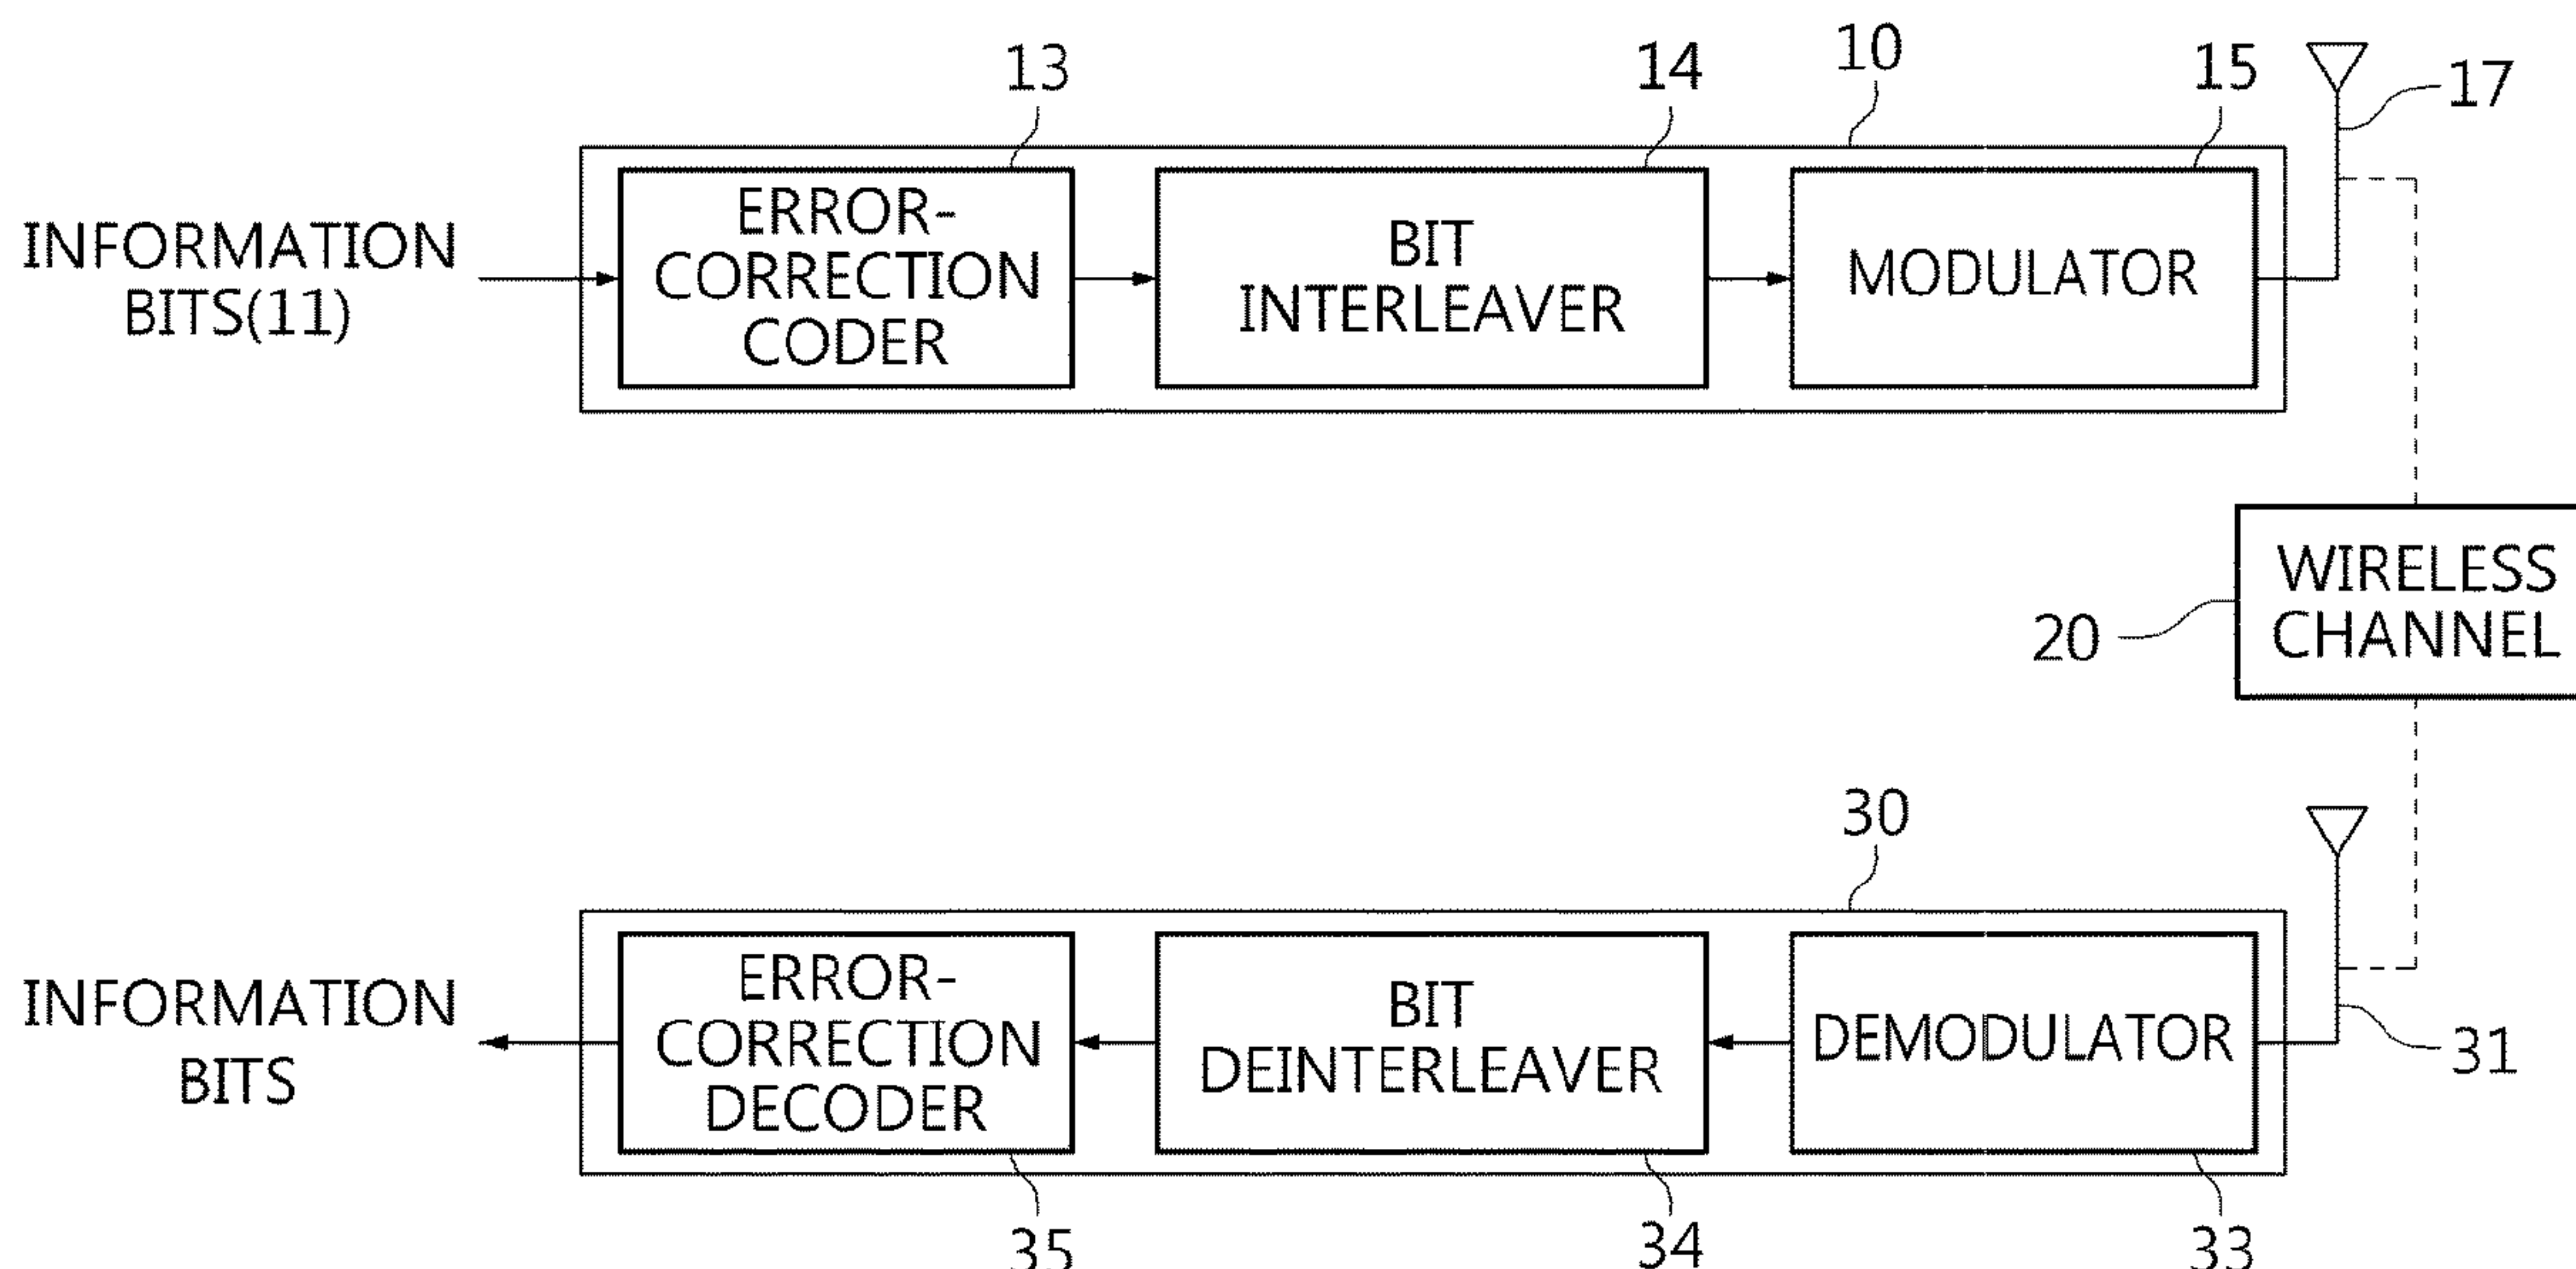 13
14
10
15
17
INFORMATION
BITS(11)
ERROR-
CORRECTION
CODER
BIT
INTERLEAVER
MODULATOR
WIRELESS
CHANNEL
20
30
INFORMATION
BITS
ERROR-
CORRECTION
DECODER
BIT
DEINTERLEAVER
DEMODULATOR
31
35
34
33